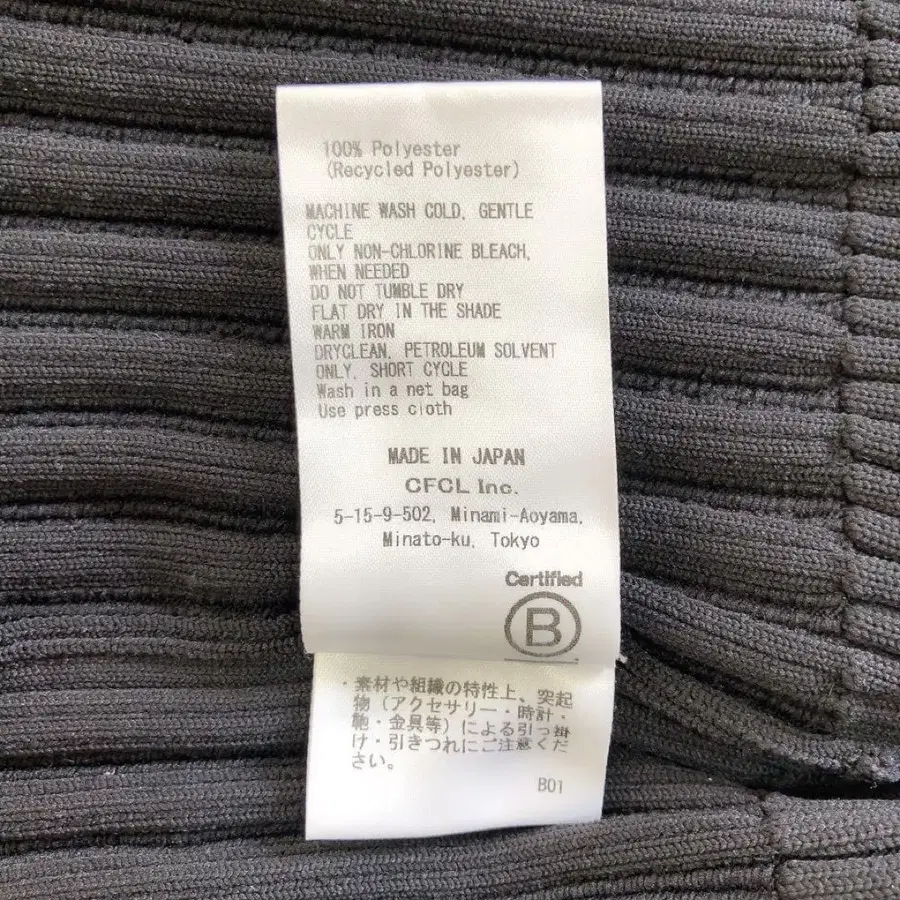 100% Polyester
(Recycled Polyester)
MACHINE WASH COLD, GENTLE
CYCLE
ONLY NON-CHLORINE BLEACH,
WHEN NEEDED
DO NOT TUMBLE DRY
FLAT DRY IN THE SHADE
WARM IRON
DRYCLEAN, PETROLEUM SOLVENT
ONLY, SHORT CYCLE
Wash in a net bag
Use press cloth
MADE IN JAPAN
CFCL Inc.
5-15-9-502, Minami-Aoyama,
Minato-ku, Tokyo
Certified
B
・素材や組織の特性上、突起
物（アクセサリー・時計・
靴・金具等）による引っ掛
け・引きつれにご注意くだ
さい。
B01